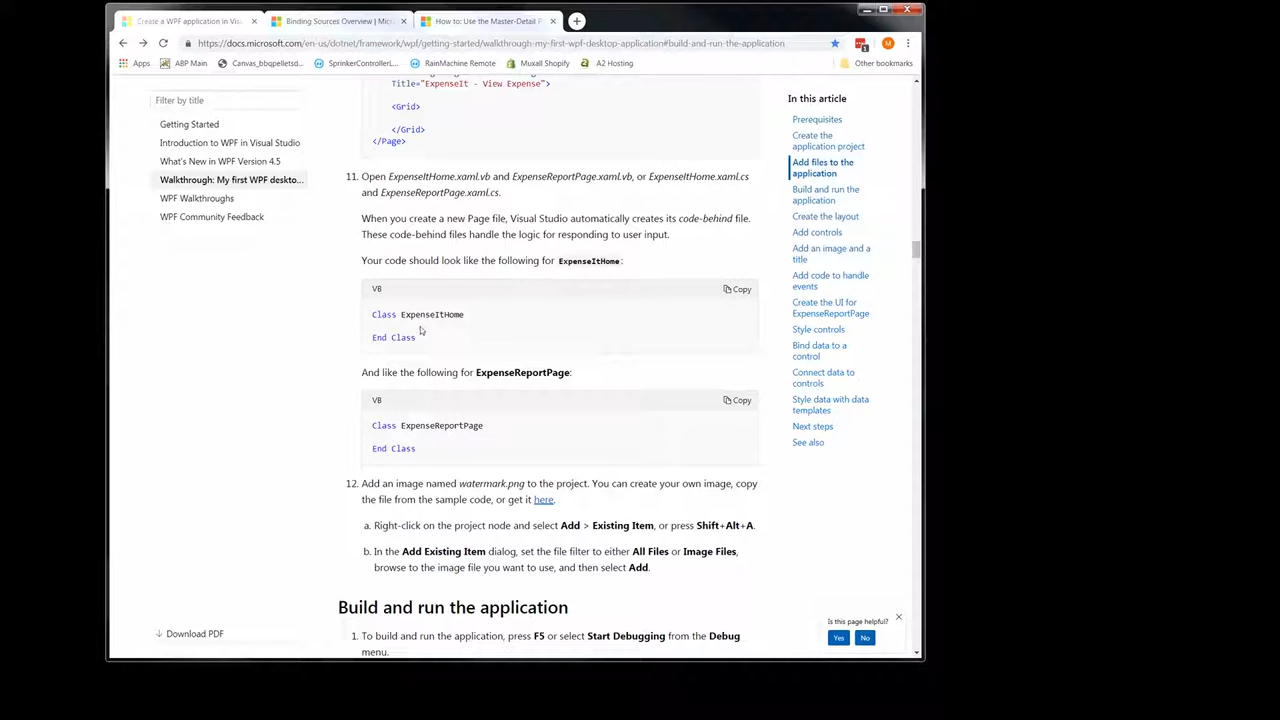 Create a WPF application in Visu
Binding Sources Overview | Micr
How to: Use the Master-Detail P
https://docs.microsoft.com/en-us/dotnet/framework/wpf/getting-started/walkthrough-my-first-wpf-desktop-application#build-and-run-the-application
M
Apps
ABP Main
Canvas_bbqpelletsd...
SprinkerControllerL...
RainMachine Remote
Muxall Shopify
A2 Hosting
Other bookmarks
Filter by title
Getting Started
Introduction to WPF in Visual Studio
What's New in WPF Version 4.5
Walkthrough: My first WPF deskto...
WPF Walkthroughs
WPF Community Feedback
Download PDF
Title="ExpenseIt - View Expense">
<Grid>
</Grid>
</Page>
11. Open ExpenseItHome.xaml.vb and ExpenseReportPage.xaml.vb, or ExpenseItHome.xaml.cs
and ExpenseReportPage.xaml.cs.
When you create a new Page file, Visual Studio automatically creates its code-behind file.
These code-behind files handle the logic for responding to user input.
Your code should look like the following for ExpenseItHome:
VB
Copy
Class ExpenseItHome
End Class
And like the following for ExpenseReportPage:
VB
Copy
Class ExpenseReportPage
End Class
12. Add an image named watermark.png to the project. You can create your own image, copy
the file from the sample code, or get it here.
a. Right-click on the project node and select Add > Existing Item, or press Shift+Alt+A.
b. In the Add Existing Item dialog, set the file filter to either All Files or Image Files,
browse to the image file you want to use, and then select Add.
Build and run the application
1. To build and run the application, press F5 or select Start Debugging from the Debug
menu.
In this article
Prerequisites
Create the
application project
Add files to the
application
Build and run the
application
Create the layout
Add controls
Add an image and a
title
Add code to handle
events
Create the UI for
ExpenseReportPage
Style controls
Bind data to a
control
Connect data to
controls
Style data with data
templates
Next steps
See also
Is this page helpful?
Yes
No